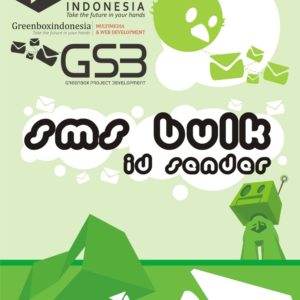 INDONESIA
Take the future in your hands
Greenboxindonesia
Take the future in your hands
MULTIMEDIA
& WEB DEVELOPMENT
GSB
GREENBOX PROJECT DEVELOPMENT
sms bulk
id sender